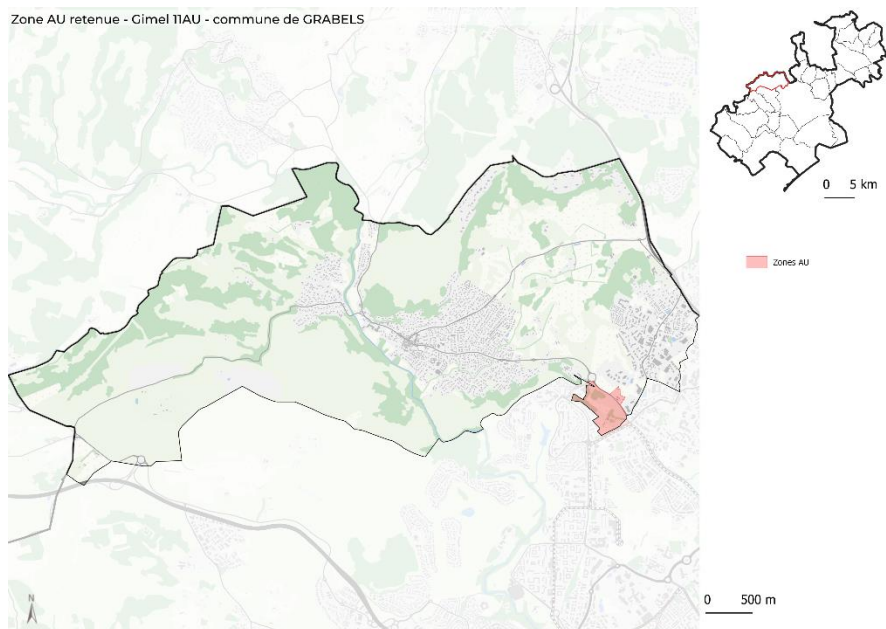 Zone AU retenue - Gimel 11AU - commune de GRABELS
0 5 km
Zones AU
N
0 500 m